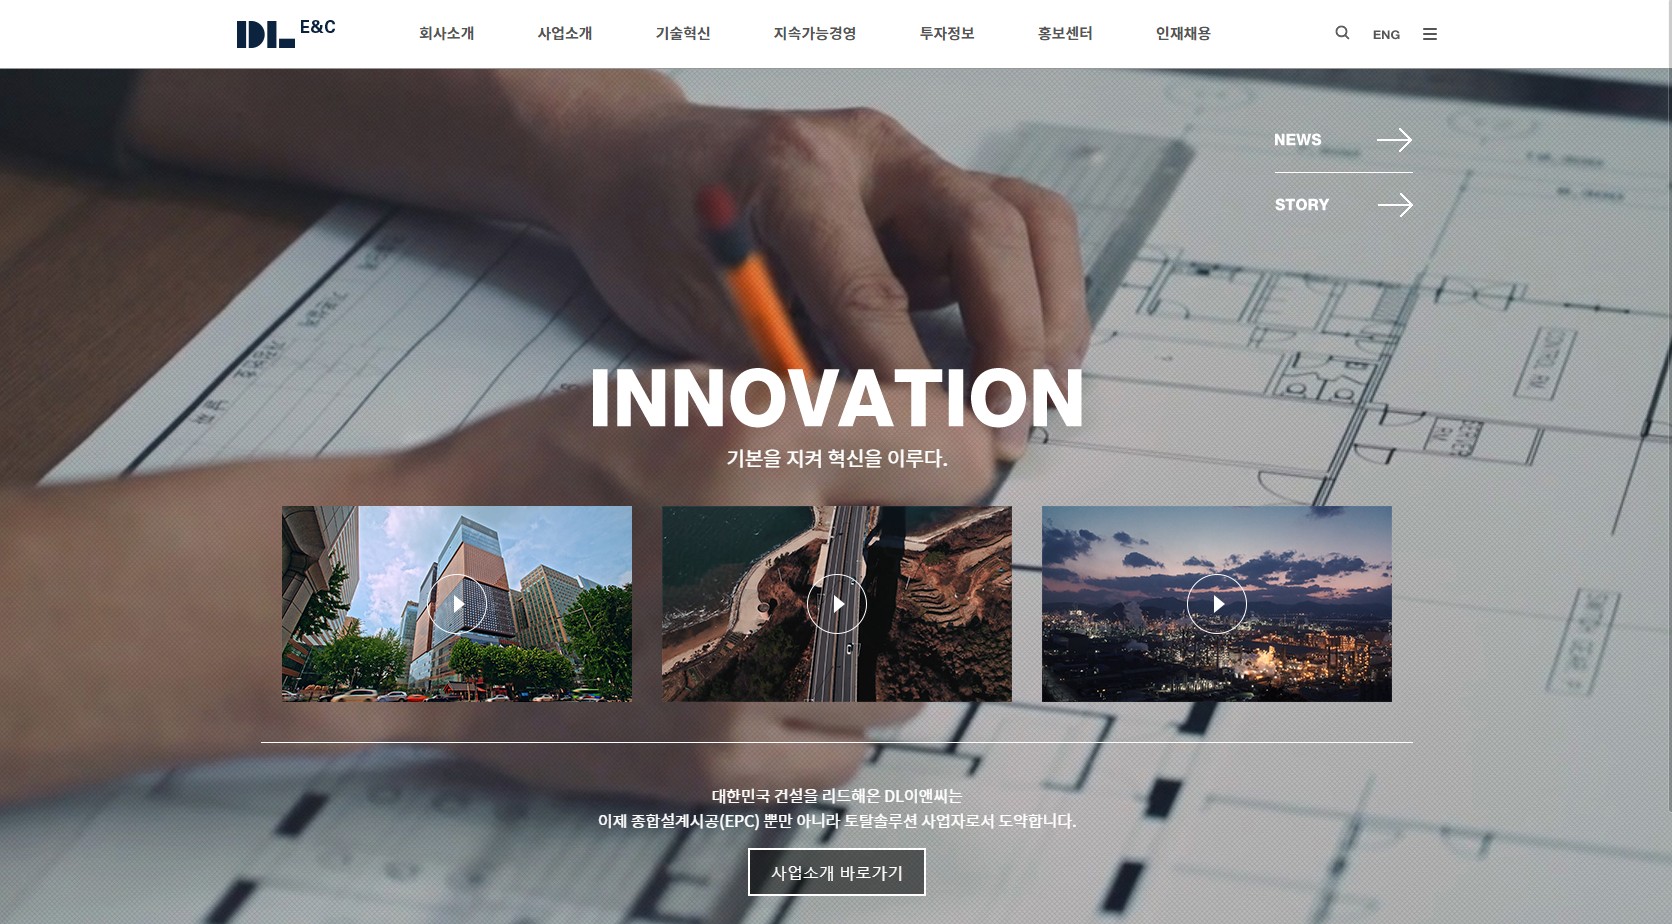 DL E&C
회사소개
사업소개
기술혁신
지속가능경영
투자정보
홍보센터
인재채용
ENG
NEWS
STORY
INNOVATION
기본을 지켜 혁신을 이루다.
대한민국 건설을 리드해온 DL이앤씨는
이제 종합설계시공(EPC) 뿐만 아니라 토탈솔루션 사업자로서 도약합니다.
사업소개 바로가기